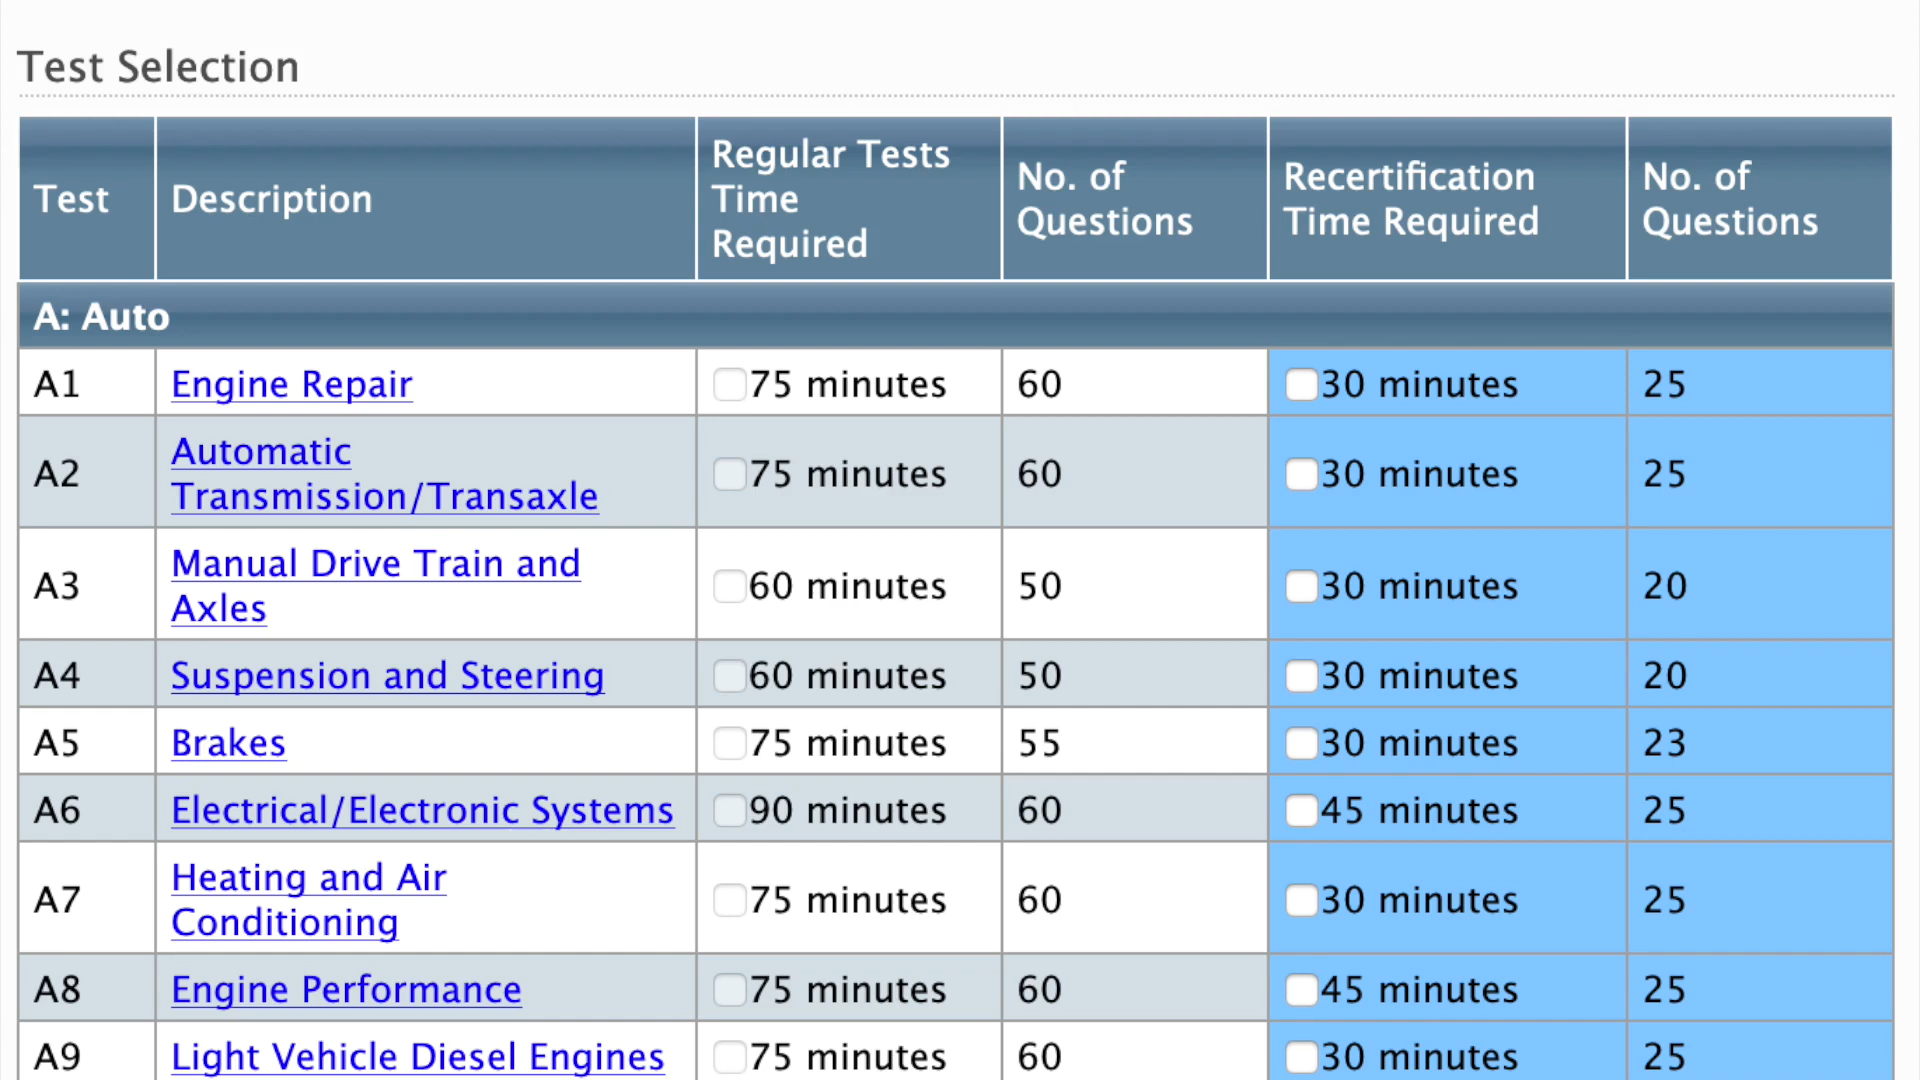 Test Selection
Test Description Regular Tests Time Required No. of Questions Recertification Time Required No. of Questions
A: Auto
A1 Engine Repair 75 minutes 60 30 minutes 25
A2 Automatic Transmission/Transaxle 75 minutes 60 30 minutes 25
A3 Manual Drive Train and Axles 60 minutes 50 30 minutes 20
A4 Suspension and Steering 60 minutes 50 30 minutes 20
A5 Brakes 75 minutes 55 30 minutes 23
A6 Electrical/Electronic Systems 90 minutes 60 45 minutes 25
A7 Heating and Air Conditioning 75 minutes 60 30 minutes 25
A8 Engine Performance 75 minutes 60 45 minutes 25
A9 Light Vehicle Diesel Engines 75 minutes 60 30 minutes 25